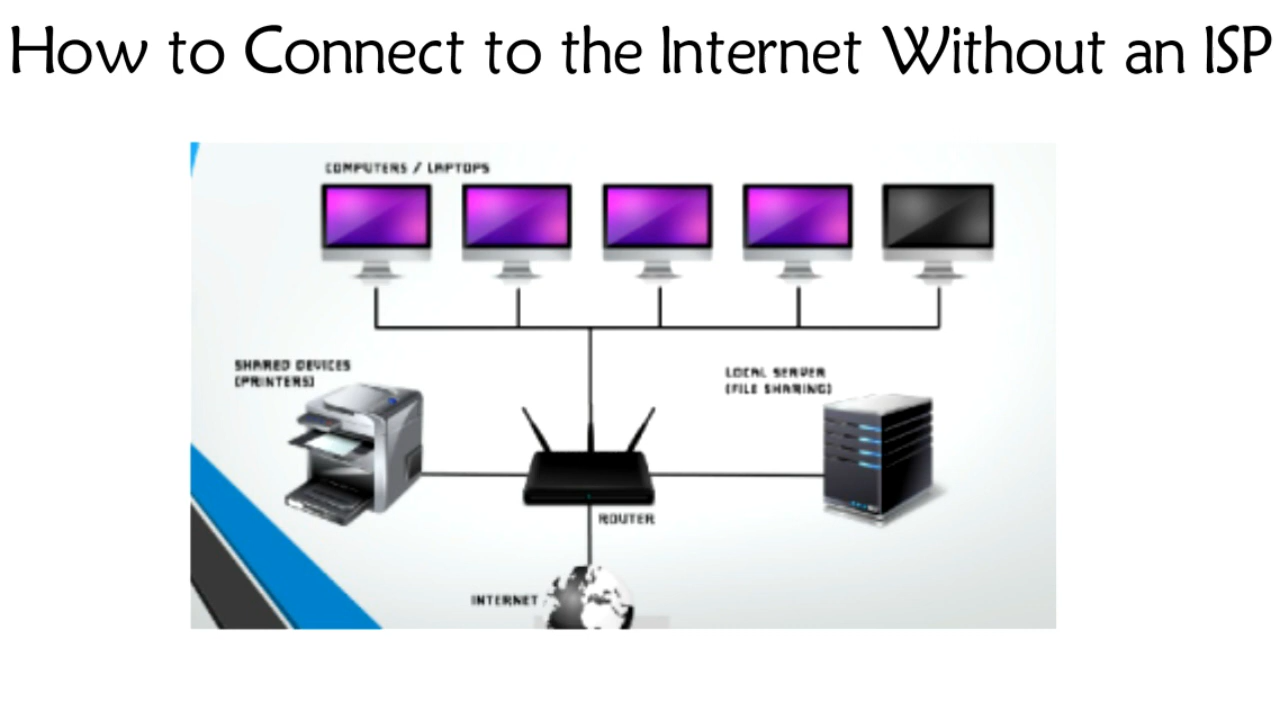 How to Connect to the Internet Without an ISP
COMPUTERS / LAPTOPS
SHARED DEVICES
(PRINTERS)
LOCAL SERVER
(FILE SHARING)
ROUTER
INTERNET